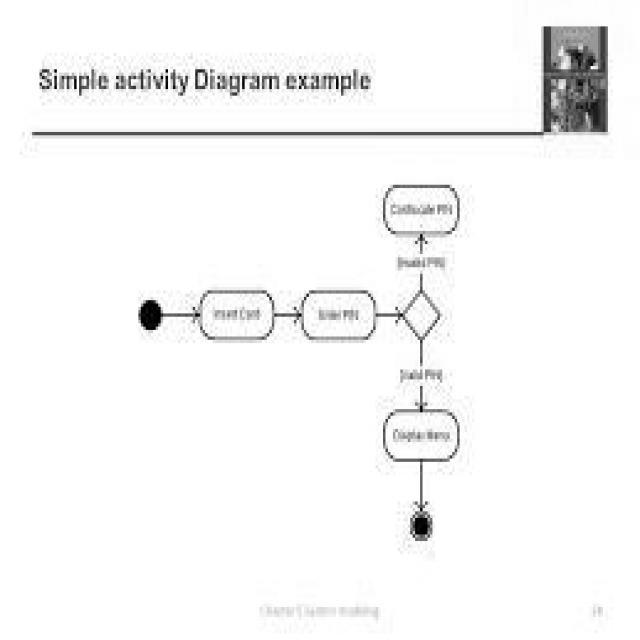 Simple activity Diagram example
Confiscate PIN
[Invalid PIN]
Insert Card
Enter PIN
[Valid PIN]
Display Menu
Chapter 5 System modeling